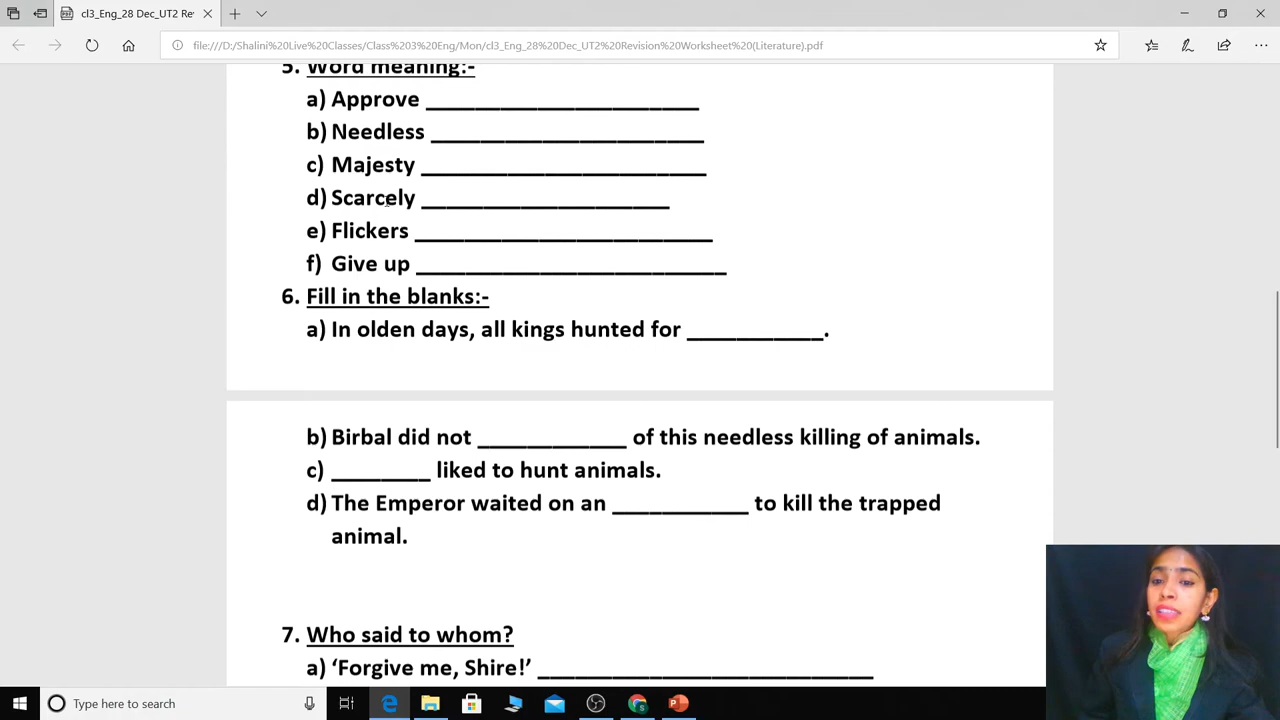 cl3_Eng_28 Dec_UT2 Re
file:///D:/Shalini%20Live%20Classes/Class%203%20Eng/Mon/cl3_Eng_28%20Dec_UT2%20Revision%20Worksheet%20(Literature).pdf
5. Word meaning:-
a) Approve ______________________
b) Needless ______________________
c) Majesty _______________________
d) Scarcely ____________________
e) Flickers ________________________
f) Give up _________________________
6. Fill in the blanks:-
a) In olden days, all kings hunted for ___________.
b) Birbal did not ____________ of this needless killing of animals.
c) ________ liked to hunt animals.
d) The Emperor waited on an ___________ to kill the trapped
animal.
7. Who said to whom?
a) ‘Forgive me, Shire!’ ___________________________
Type here to search